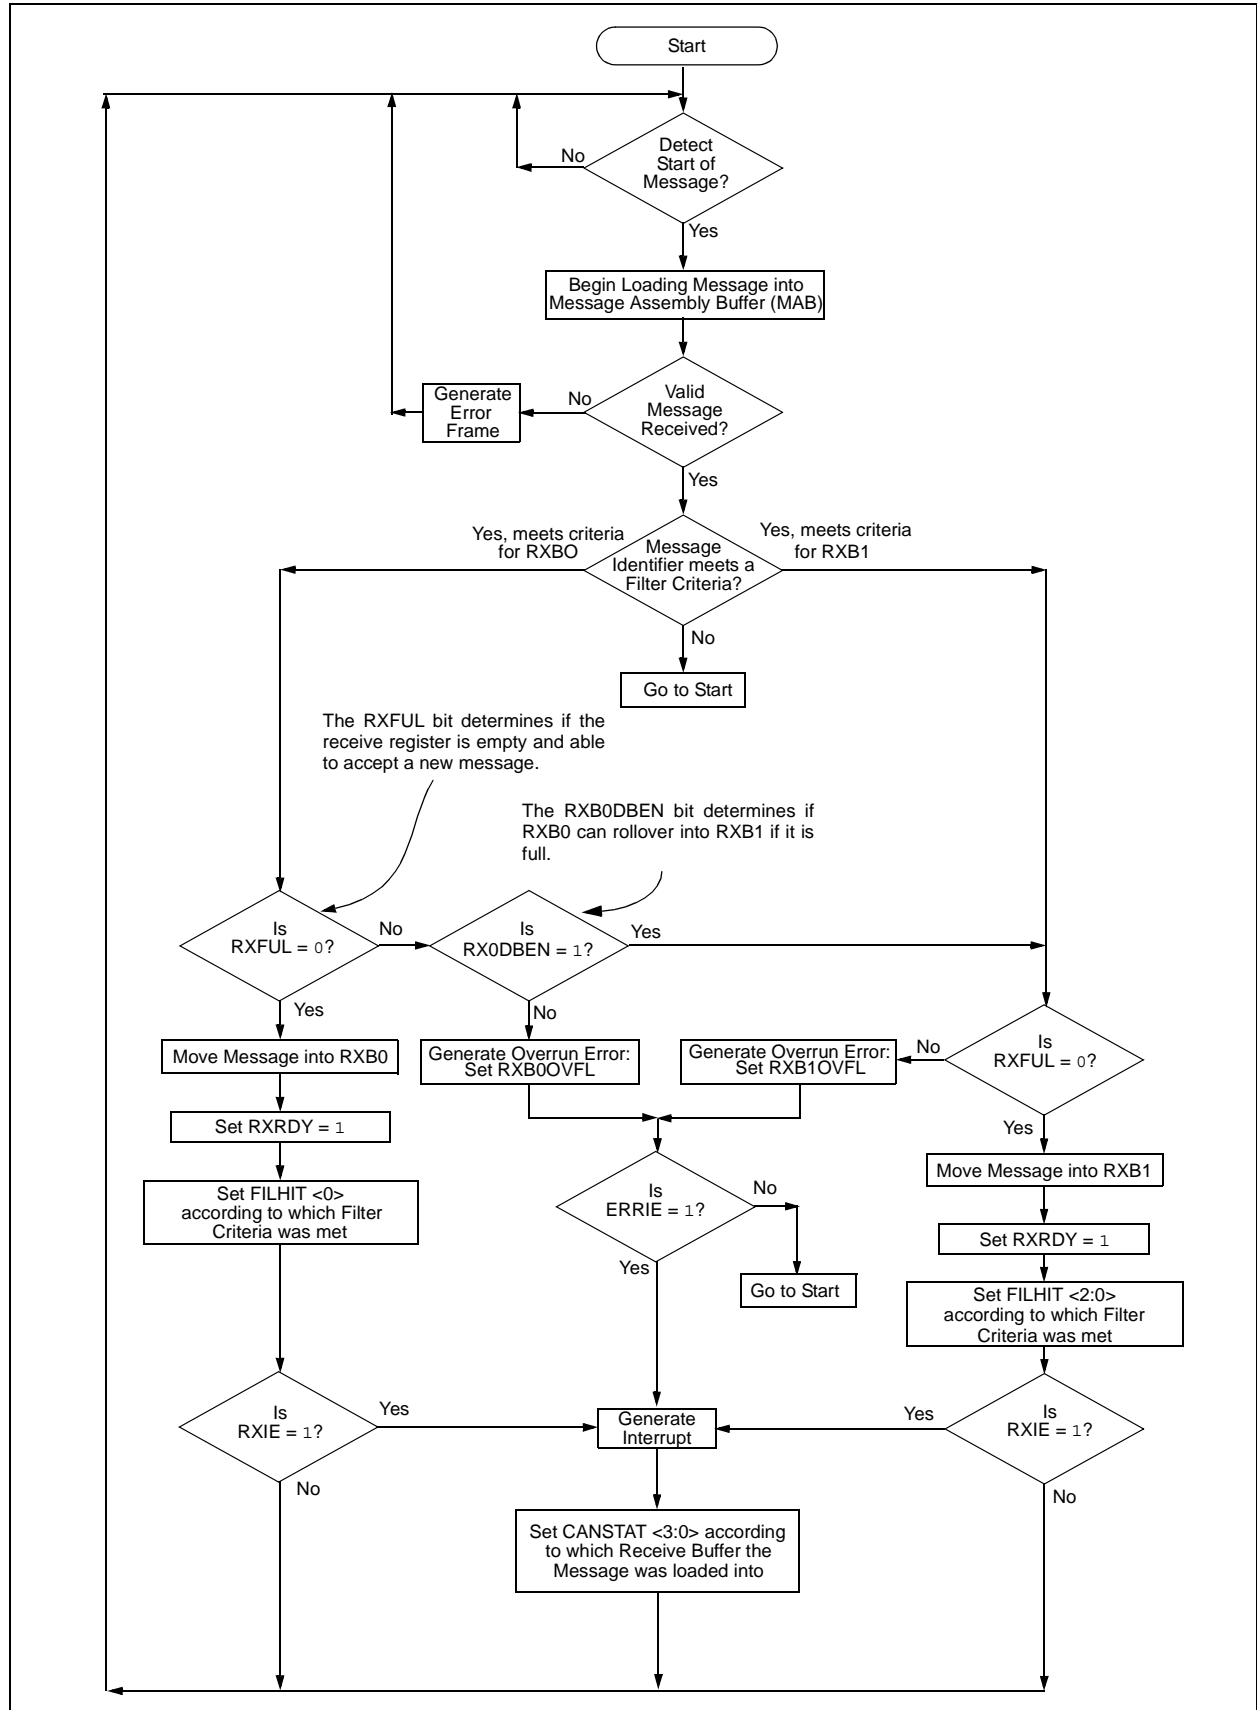 Start
Detect
Start of
Message?
No
Yes
Begin Loading Message into
Message Assembly Buffer (MAB)
Valid
Message
Received?
No
Generate
Error
Frame
Yes
Yes, meets criteria
for RXBO
Message
Identifier meets a
Filter Criteria?
Yes, meets criteria
for RXB1
No
Go to Start
The RXFUL bit determines if the
receive register is empty and able
to accept a new message.
The RXB0DBEN bit determines if
RXB0 can rollover into RXB1 if it is
full.
Is
RXFUL = 0?
No
Is
RX0DBEN = 1?
Yes
Yes
No
Move Message into RXB0
Generate Overrun Error:
Set RXB0OVFL
Generate Overrun Error:
Set RXB1OVFL
No
Is
RXFUL = 0?
Set RXRDY = 1
Yes
Move Message into RXB1
Set FILHIT <0>
according to which Filter
Criteria was met
Is
ERRIE = 1?
No
Set RXRDY = 1
Yes
Go to Start
Set FILHIT <2:0>
according to which Filter
Criteria was met
Is
RXIE = 1?
Yes
Generate
Interrupt
Yes
Is
RXIE = 1?
No
No
Set CANSTAT <3:0> according
to which Receive Buffer the
Message was loaded into